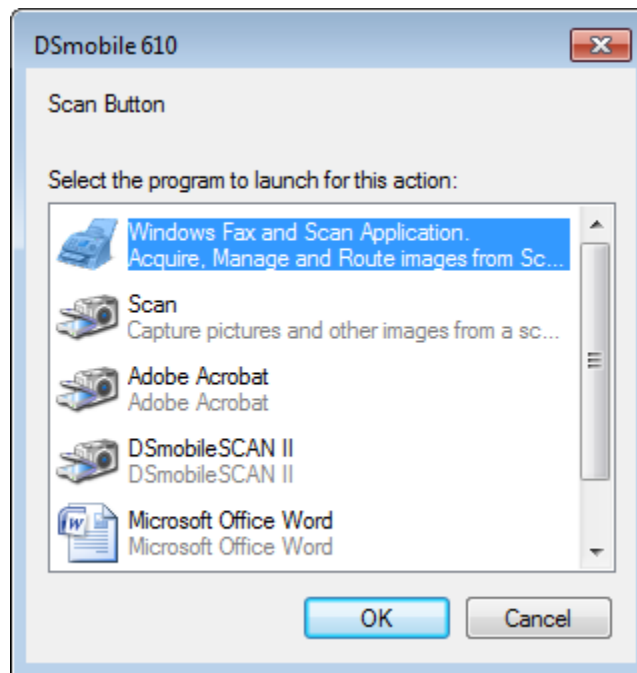 DSmobile 610
Scan Button
Select the program to launch for this action:
Windows Fax and Scan Application.
Acquire, Manage and Route images from Sc...
Scan
Capture pictures and other images from a sc...
Adobe Acrobat
Adobe Acrobat
DSmobileSCAN II
DSmobileSCAN II
Microsoft Office Word
Microsoft Office Word
OK
Cancel